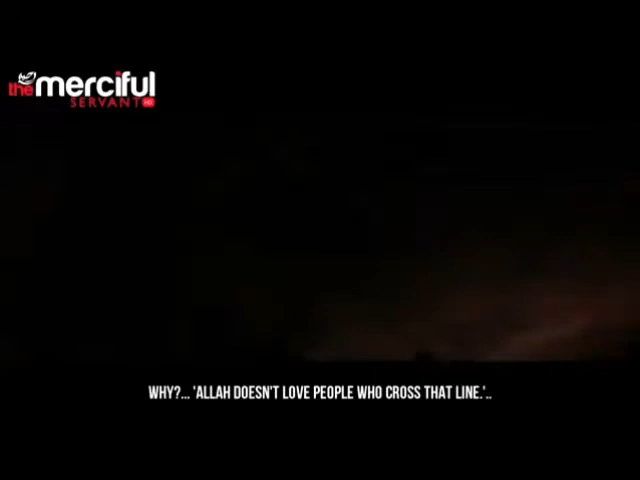 the merciful
SERVANT HD
WHY?... 'ALLAH DOESN'T LOVE PEOPLE WHO CROSS THAT LINE.'..